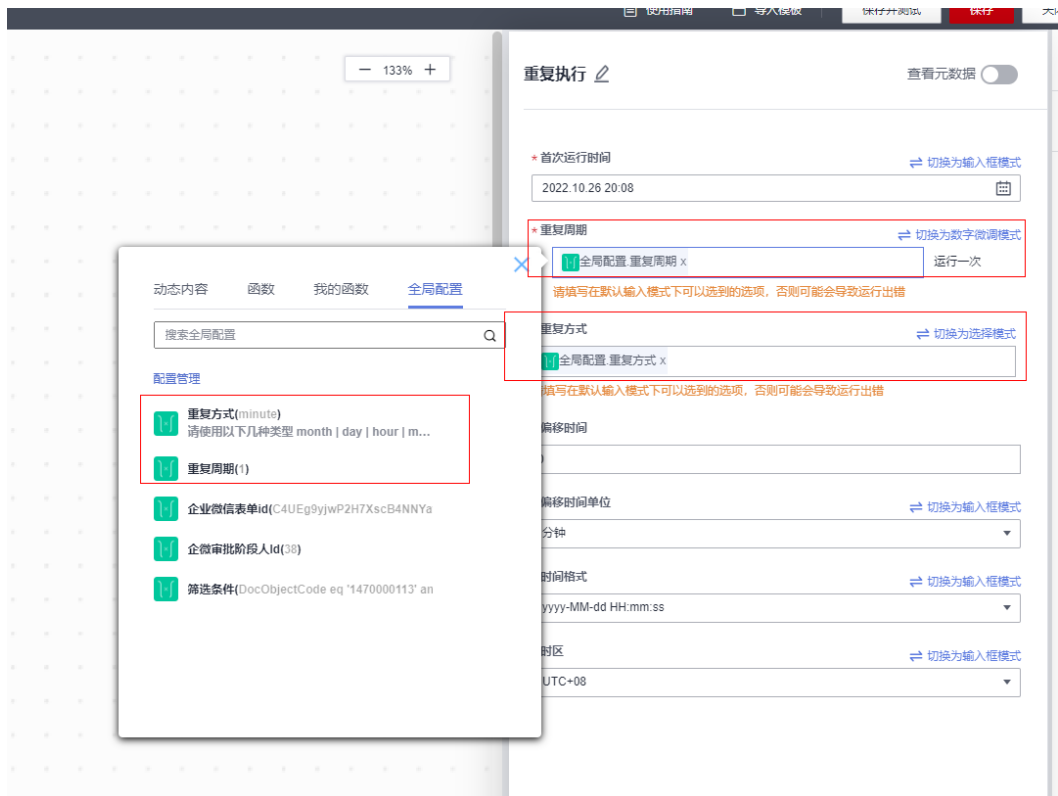 使用指南 导入模板 保存并测试 保存
133%
重复执行 查看元数据
* 首次运行时间 切换为输入框模式
2022.10.26 20:08
* 重复周期 切换为数字微调模式
全局配置.重复周期 x 运行一次
请填写在默认输入模式下可以选到的选项，否则可能会导致运行出错
重复方式 切换为选择模式
全局配置.重复方式 x
填写在默认输入模式下可以选到的选项，否则可能会导致运行出错
偏移时间
偏移时间单位 切换为输入框模式
分钟
时间格式 切换为输入框模式
yyyy-MM-dd HH:mm:ss
时区 切换为输入框模式
UTC+08
动态内容 函数 我的函数 全局配置
搜索全局配置
配置管理
重复方式(minute)
请使用以下几种类型 month | day | hour | m...
重复周期(1)
企业微信表单id(C4UEg9yjwP2H7XscB4NNYa
企微审批阶段人Id(38)
筛选条件(DocObjectCode eq '1470000113' an